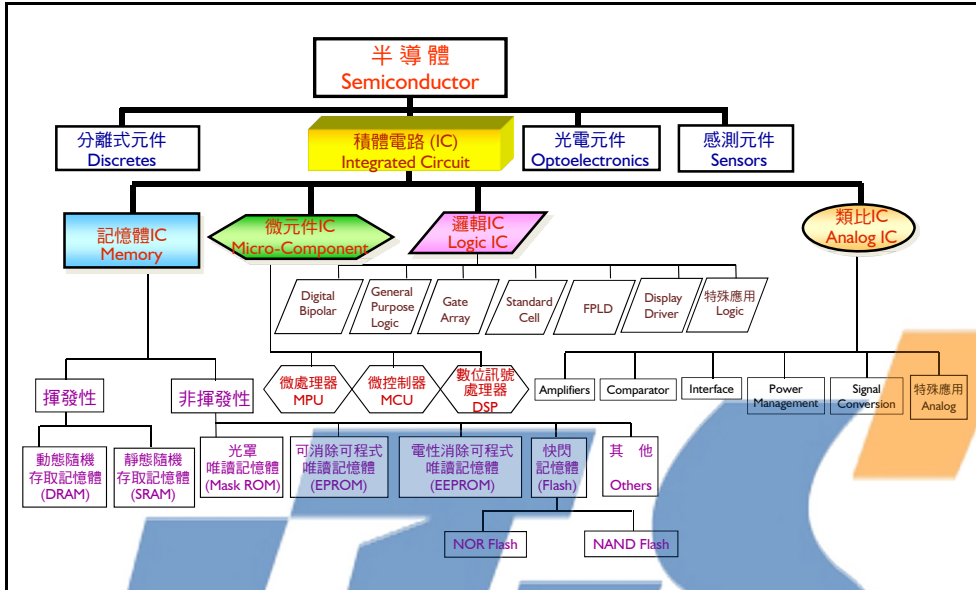 半 導 體
Semiconductor
分離式元件
Discretes
積體電路 (IC)
Integrated Circuit
光電元件
Optoelectronics
感測元件
Sensors
記憶體IC
Memory
微元件IC
Micro-Component
邏輯IC
Logic IC
類比IC
Analog IC
Digital
Bipolar
General
Purpose
Logic
Gate
Array
Standard
Cell
FPLD
Display
Driver
特殊應用
Logic
揮發性
非揮發性
微處理器
MPU
微控制器
MCU
數位訊號
處理器
DSP
Amplifiers
Comparator
Interface
Power
Management
Signal
Conversion
特殊應用
Analog
動態隨機
存取記憶體
(DRAM)
靜態隨機
存取記憶體
(SRAM)
光罩
唯讀記憶體
(Mask ROM)
可消除可程式
唯讀記憶體
(EPROM)
電性消除可程式
唯讀記憶體
(EEPROM)
快閃
記憶體
(Flash)
其 他
Others
NOR Flash
NAND Flash